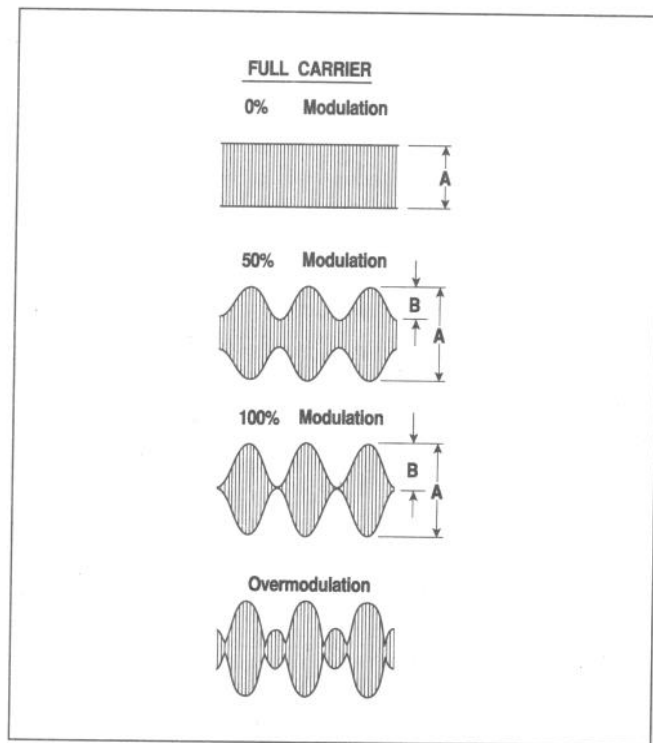 FULL CARRIER
0% Modulation
A
50% Modulation
B
A
100% Modulation
B
A
Overmodulation